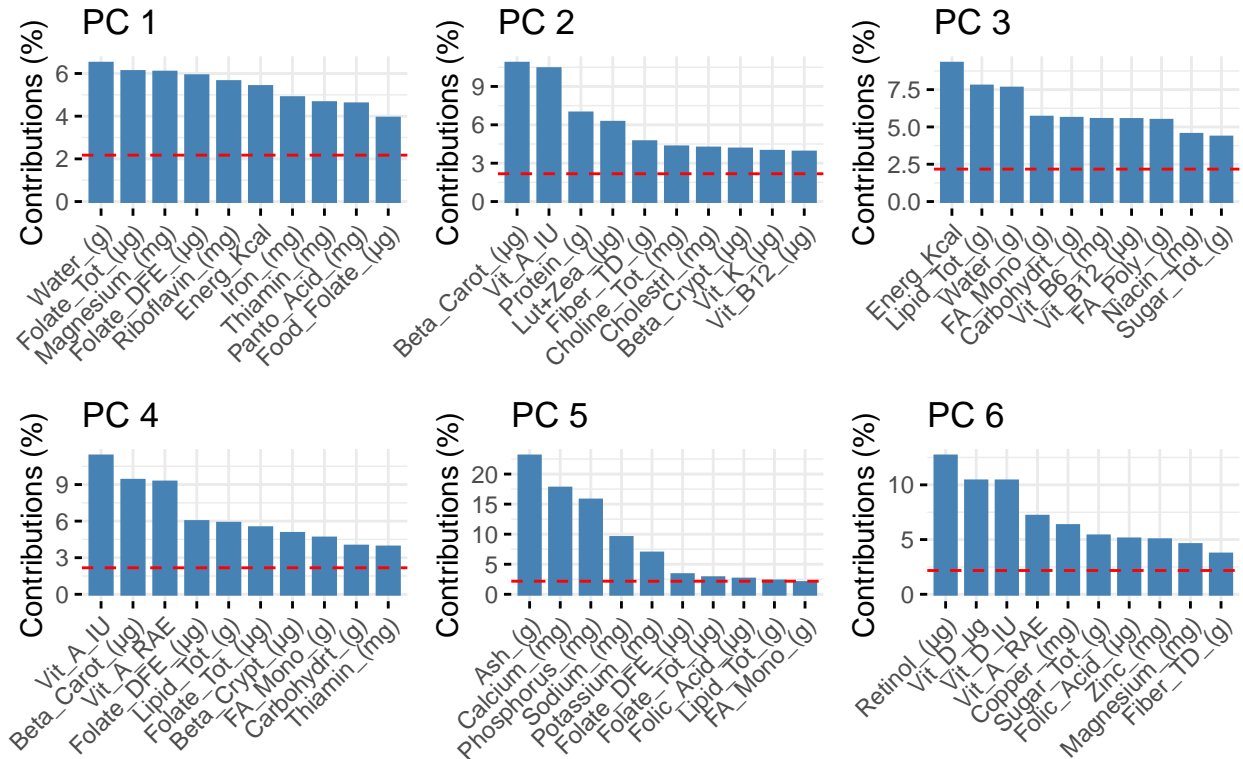 PC 1
Contributions (%)
6
4
2
0
Water_(g)
Folate_Tot_(µg)
Magnesium_(mg)
Folate_DFE_(µg)
Riboflavin_(mg)
Energ_Kcal
Iron_(mg)
Thiamin_(mg)
Panto_Acid_(mg)
Food_Folate_(µg)
PC 2
Contributions (%)
9
6
3
0
Beta_Carot_(µg)
Vit_A_IU
Protein_(g)
Lut+Zea_(µg)
Fiber_TD_(g)
Choline_Tot_(mg)
Cholestrl_(mg)
Beta_Crypt_(µg)
Vit_K_(µg)
Vit_B12_(µg)
PC 3
Contributions (%)
7.5
5.0
2.5
0.0
Energ_Kcal
Lipid_Tot_(g)
Water_(g)
FA_Mono_(g)
Carbohydrt_(g)
Vit_B6_(mg)
Vit_B12_(µg)
FA_Poly_(g)
Niacin_(mg)
Sugar_Tot_(g)
PC 4
Contributions (%)
9
6
3
0
Vit_A_IU
Beta_Carot_(µg)
Vit_A_RAE
Folate_DFE_(µg)
Lipid_Tot_(g)
Folate_Tot_(µg)
Beta_Crypt_(µg)
FA_Mono_(g)
Carbohydrt_(g)
Thiamin_(mg)
PC 5
Contributions (%)
20
15
10
5
0
Ash_(g)
Calcium_(mg)
Phosphorus_(mg)
Sodium_(mg)
Potassium_(mg)
Folate_DFE_(µg)
Folate_Tot_(µg)
Folic_Acid_(µg)
Lipid_Tot_(g)
FA_Mono_(g)
PC 6
Contributions (%)
10
5
0
Retinol_(µg)
Vit_D_µg
Vit_D_IU
Vit_A_RAE
Copper_(mg)
Sugar_Tot_(g)
Folic_Acid_(µg)
Zinc_(mg)
Magnesium_(mg)
Fiber_TD_(g)